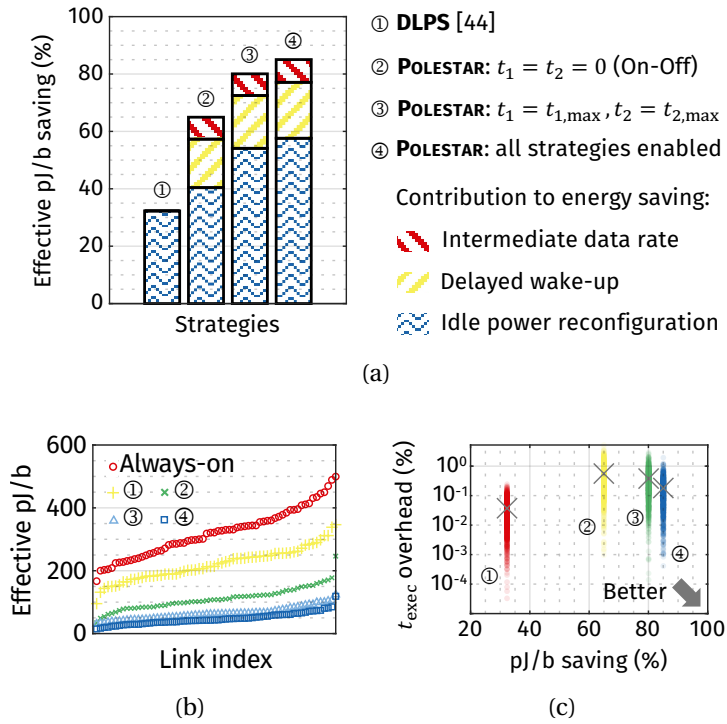 100
80
60
40
20
0
Effective pJ/b saving (%)
Strategies
①
②
③
④
① DLPS [44]
② POLESTAR: t₁ = t₂ = 0 (On-Off)
③ POLESTAR: t₁ = t₁,max, t₂ = t₂,max
④ POLESTAR: all strategies enabled
Contribution to energy saving:
Intermediate data rate
Delayed wake-up
Idle power reconfiguration
(a)
600
400
200
0
Effective pJ/b
Always-on
① ②
③ ④
Link index
(b)
10⁰
10⁻¹
10⁻²
10⁻³
10⁻⁴
t_exec overhead (%)
①
②
③
④
Better
20 40 60 80 100
pJ/b saving (%)
(c)